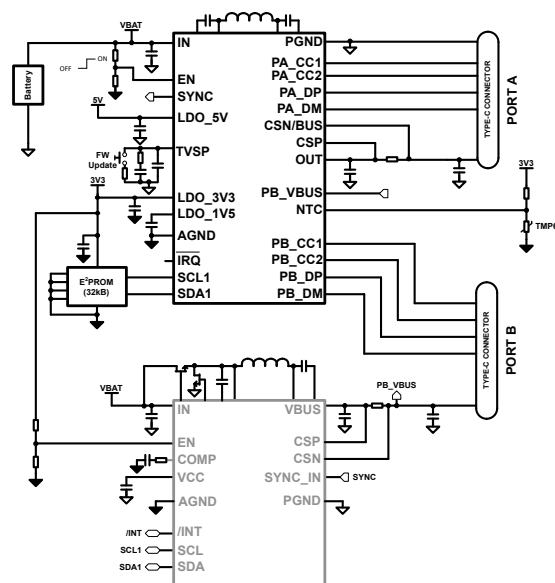 VBAT
IN
PGND
ON
OFF
EN
PA_CC1
PA_CC2
Battery
SYNC
PA_DP
PA_DM
5V
LDO_5V
CSN/BUS
CSP
TYPE-C CONNECTOR
PORT A
FW
Update
TVSP
OUT
3V3
PB_VBUS
3V3
LDO_3V3
NTC
LDO_1V5
AGND
PB_CC1
IRQ
PB_CC2
E²PROM
(32kB)
SCL1
PB_DP
SDA1
PB_DM
TYPE-C CONNECTOR
PORT B
VBAT
PB_VBUS
IN
VBUS
EN
CSP
COMP
CSN
VCC
SYNC_IN
SYNC
AGND
PGND
/INT
/INT
SCL1
SCL
SDA1
SDA